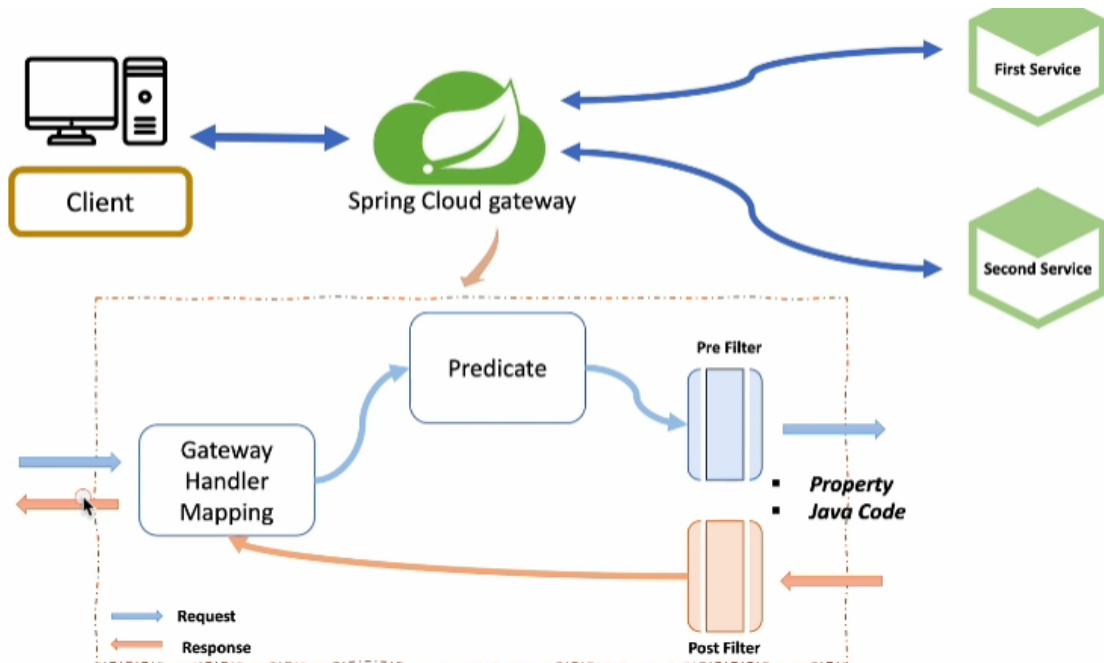 First Service
Client
Spring Cloud gateway
Second Service
Predicate
Pre Filter
Gateway
Handler
Mapping
Property
Java Code
Request
Response
Post Filter